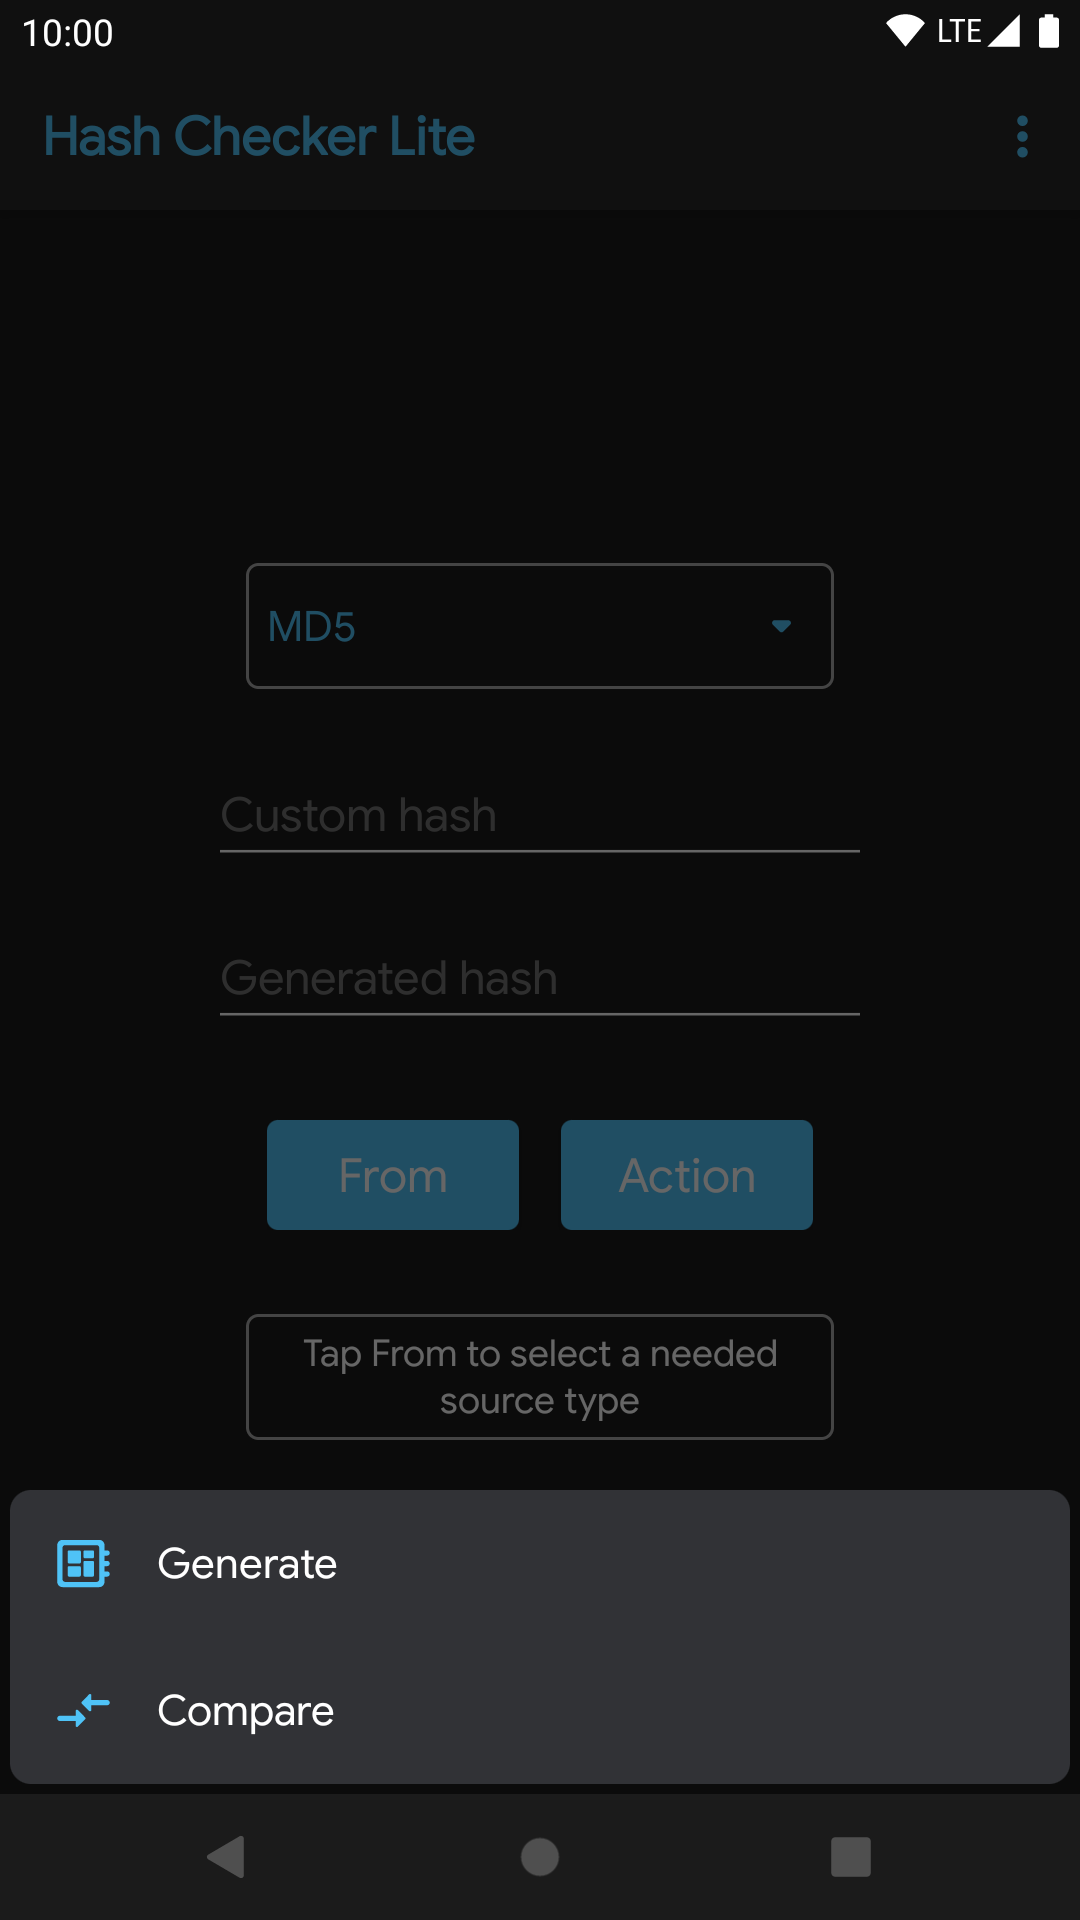 10:00 LTE
Hash Checker Lite
MD5
Custom hash
Generated hash
From Action
Tap From to select a needed
source type
Generate
Compare